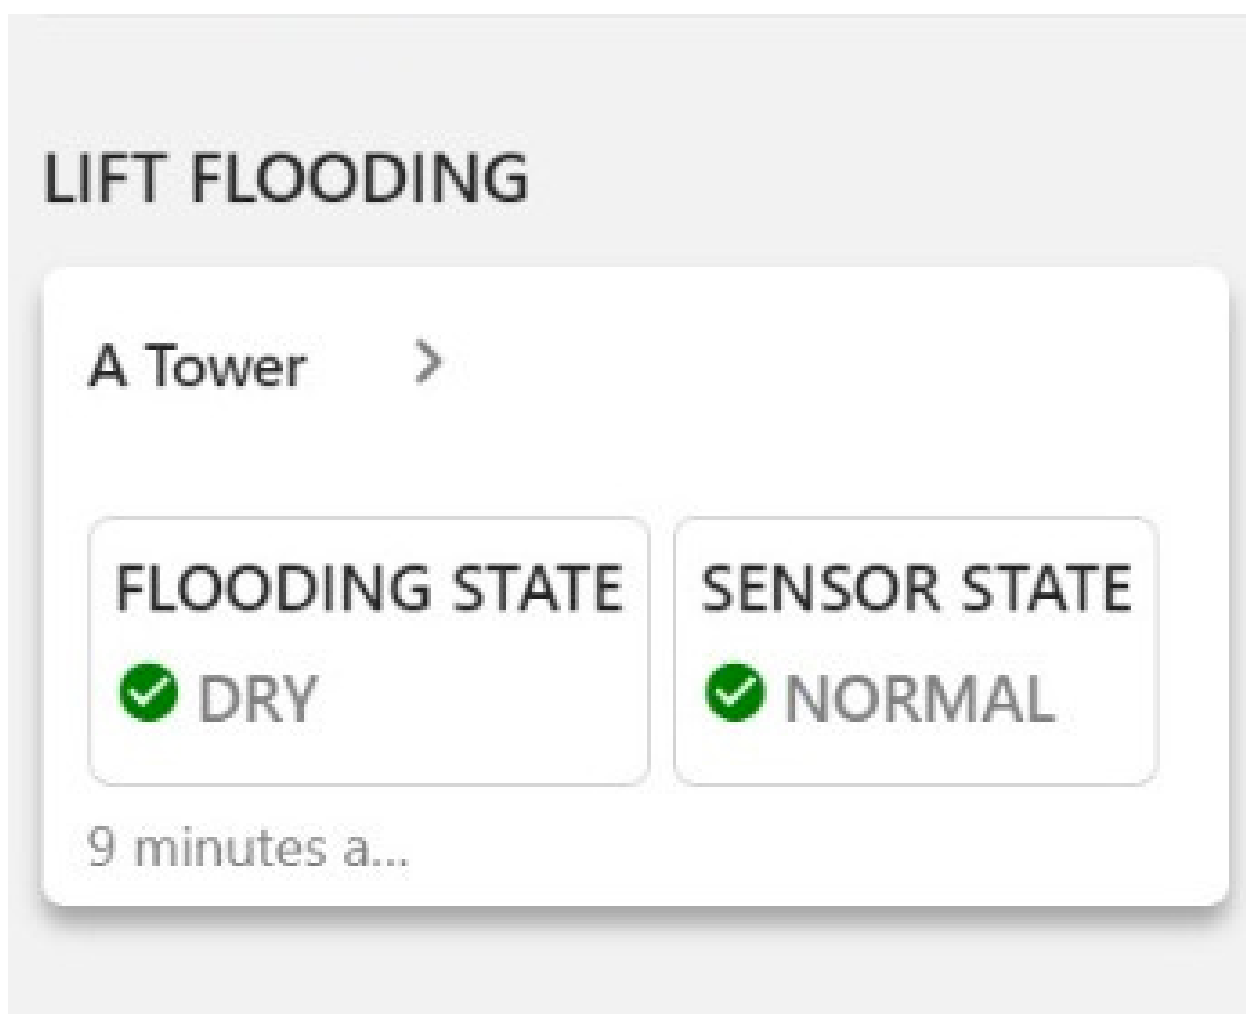 LIFT FLOODING
A Tower
FLOODING STATE
DRY
SENSOR STATE
NORMAL
9 minutes a...